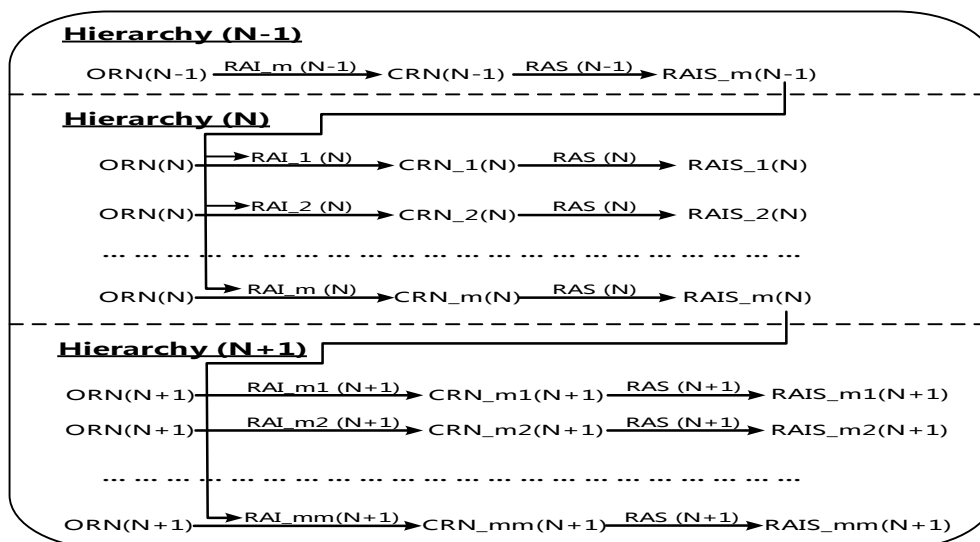 Hierarchy (N-1)
ORN(N-1) RAI_m (N-1) CRN(N-1) RAS (N-1) RAIS_m(N-1)
Hierarchy (N)
ORN(N) RAI_1 (N) CRN_1(N) RAS (N) RAIS_1(N)
ORN(N) RAI_2 (N) CRN_2(N) RAS (N) RAIS_2(N)
... ... ... ... ... ... ... ... ... ... ... ... ... ... ... ... ... ... ...
ORN(N) RAI_m (N) CRN_m(N) RAS (N) RAIS_m(N)
Hierarchy (N+1)
ORN(N+1) RAI_m1 (N+1) CRN_m1(N+1) RAS (N+1) RAIS_m1(N+1)
ORN(N+1) RAI_m2 (N+1) CRN_m2(N+1) RAS (N+1) RAIS_m2(N+1)
... ... ... ... ... ... ... ... ... ... ... ... ... ... ... ... ... ... ...
ORN(N+1) RAI_mm(N+1) CRN_mm(N+1) RAS (N+1) RAIS_mm(N+1)